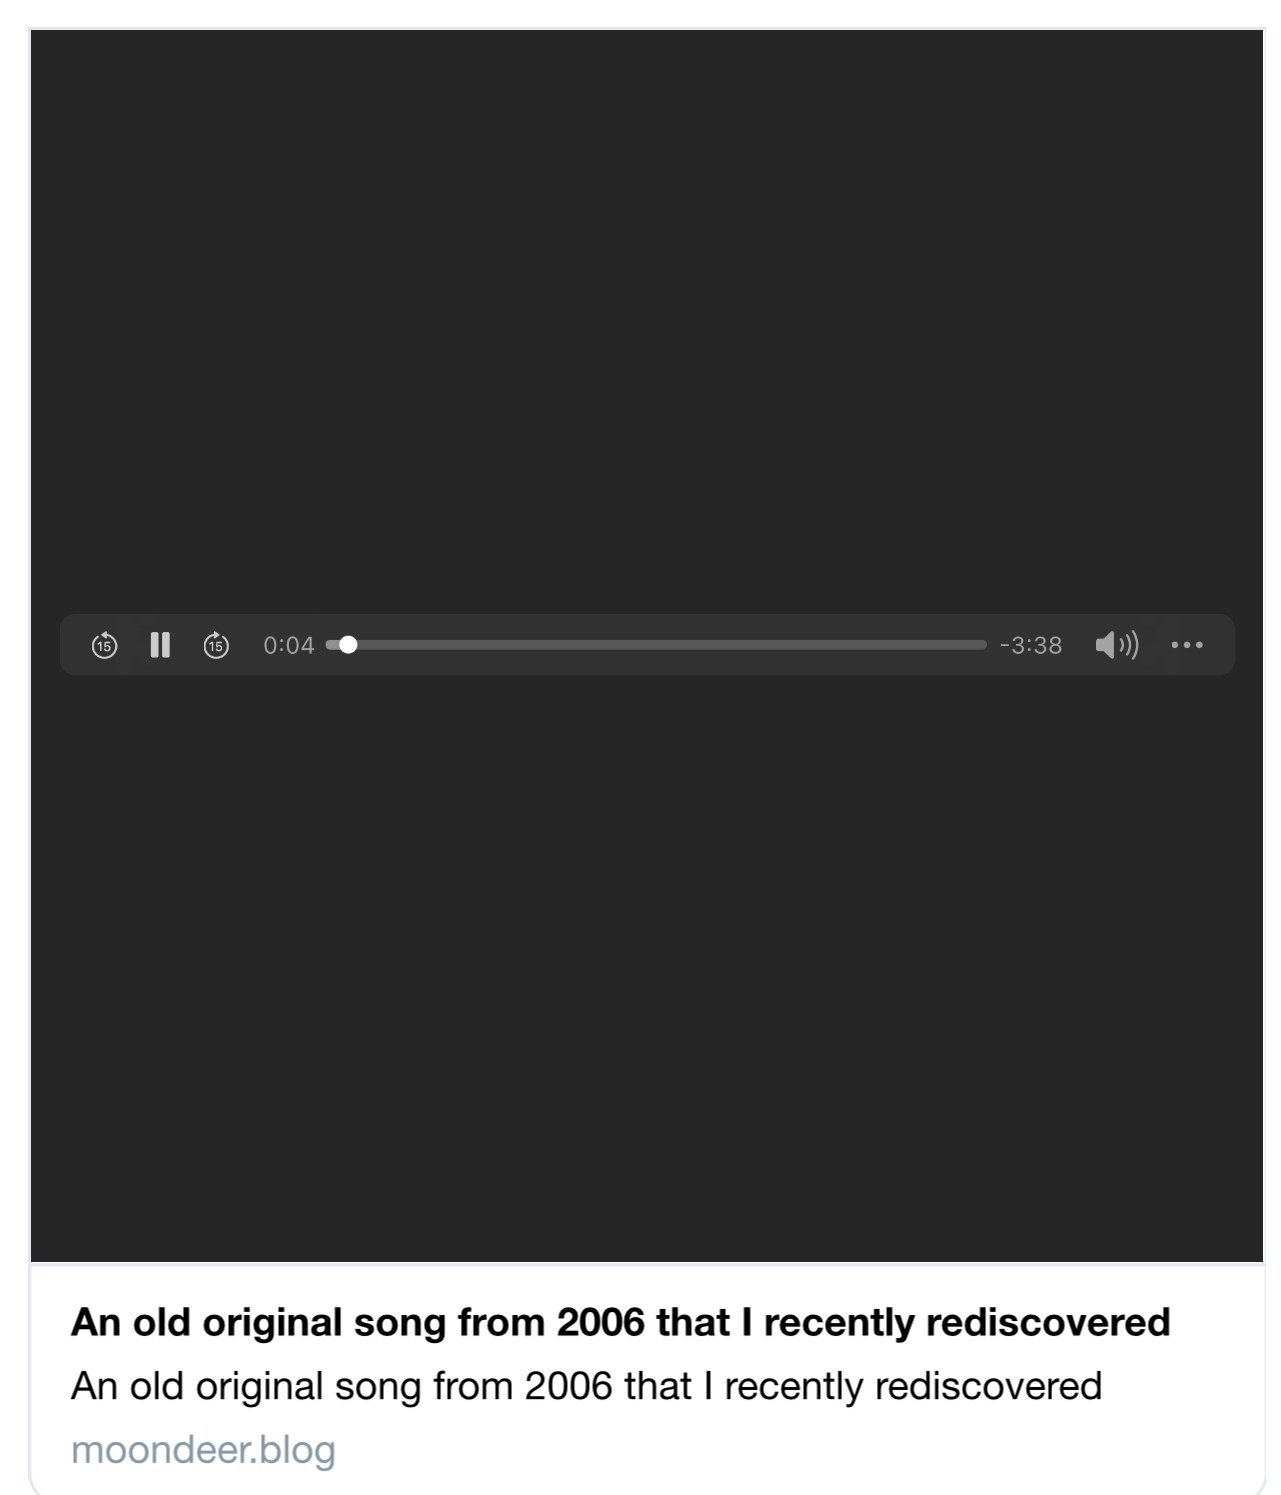 15 15 0:04 -3:38
An old original song from 2006 that I recently rediscovered
An old original song from 2006 that I recently rediscovered
moondeer.blog